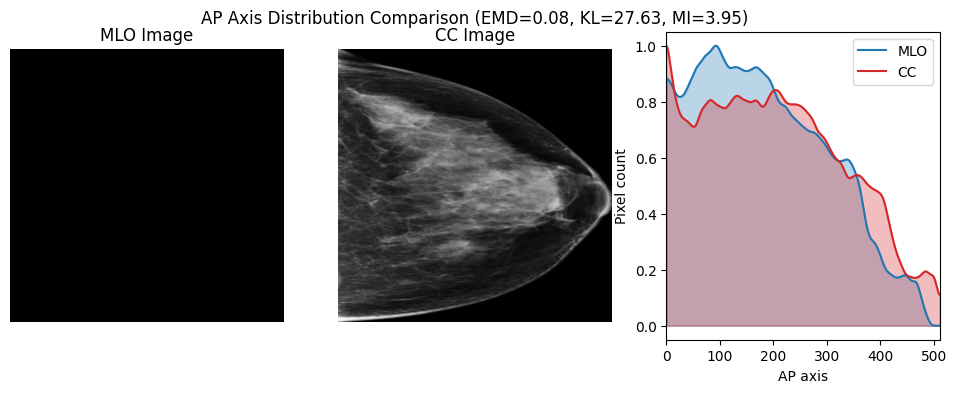 AP Axis Distribution Comparison (EMD=0.08, KL=27.63, MI=3.95)
MLO Image
CC Image
MLO
CC
Pixel count
1.0
0.8
0.6
0.4
0.2
0.0
0
100
200
300
400
500
AP axis